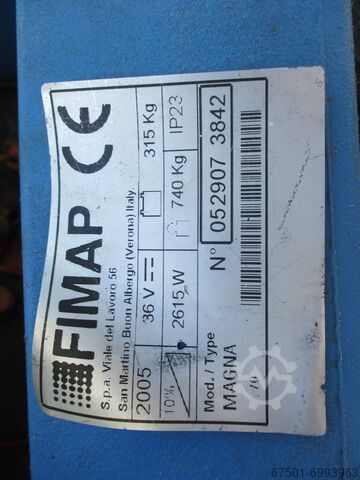 FIMAP CE
S.p.a. Viale del Lavoro 56
San Martino Buon Albergo (Verona) Italy
2005 36 V 315 Kg
10% 2615 W 740 Kg IP23
Mod. / Type N° 052907 3842
MAGNA
67501-6993963